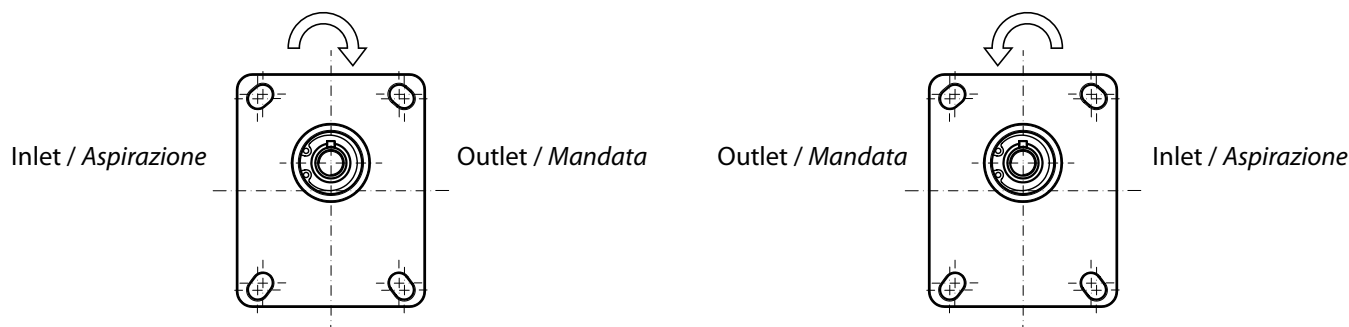 Inlet / Aspirazione
Outlet / Mandata
Outlet / Mandata
Inlet / Aspirazione